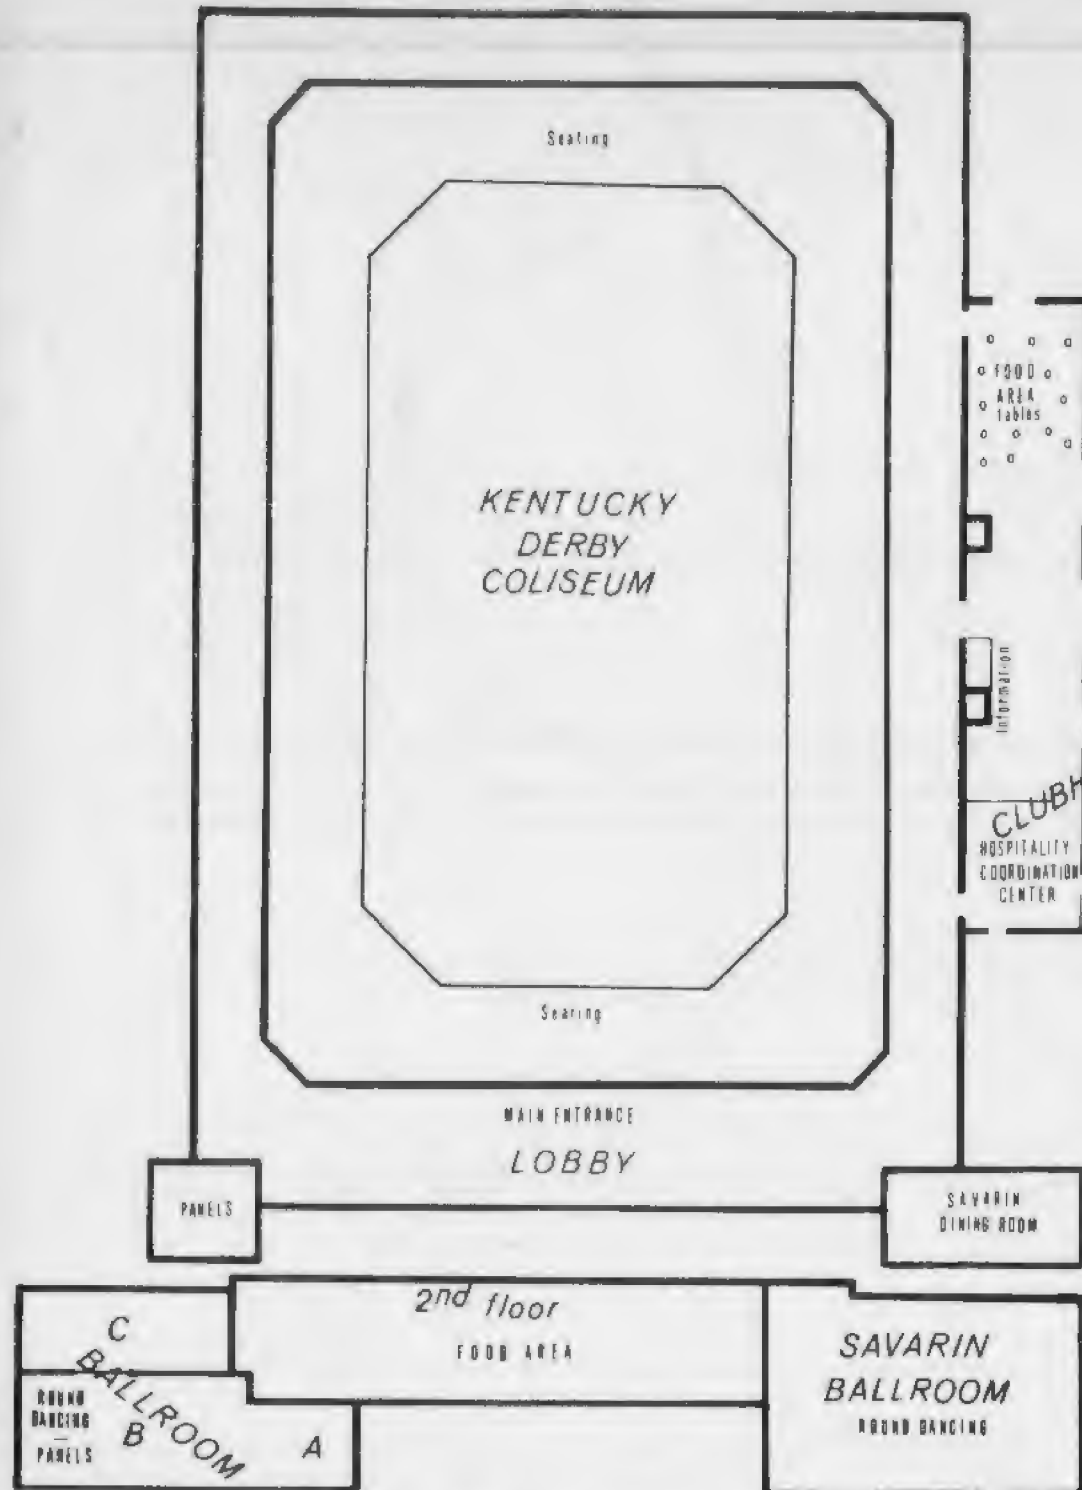 Seating
FOOD
AREA
tables
KENTUCKY
DERBY
COLISEUM
Information
CLUBH
HOSPITALITY
COORDINATION
CENTER
Seating
MAIN ENTRANCE
LOBBY
PANELS
SAVARIN
DINING ROOM
2nd floor
FOOD AREA
C
BALLROOM
ROUND
DANCING
—
PANELS
B
A
SAVARIN
BALLROOM
ROUND DANCING